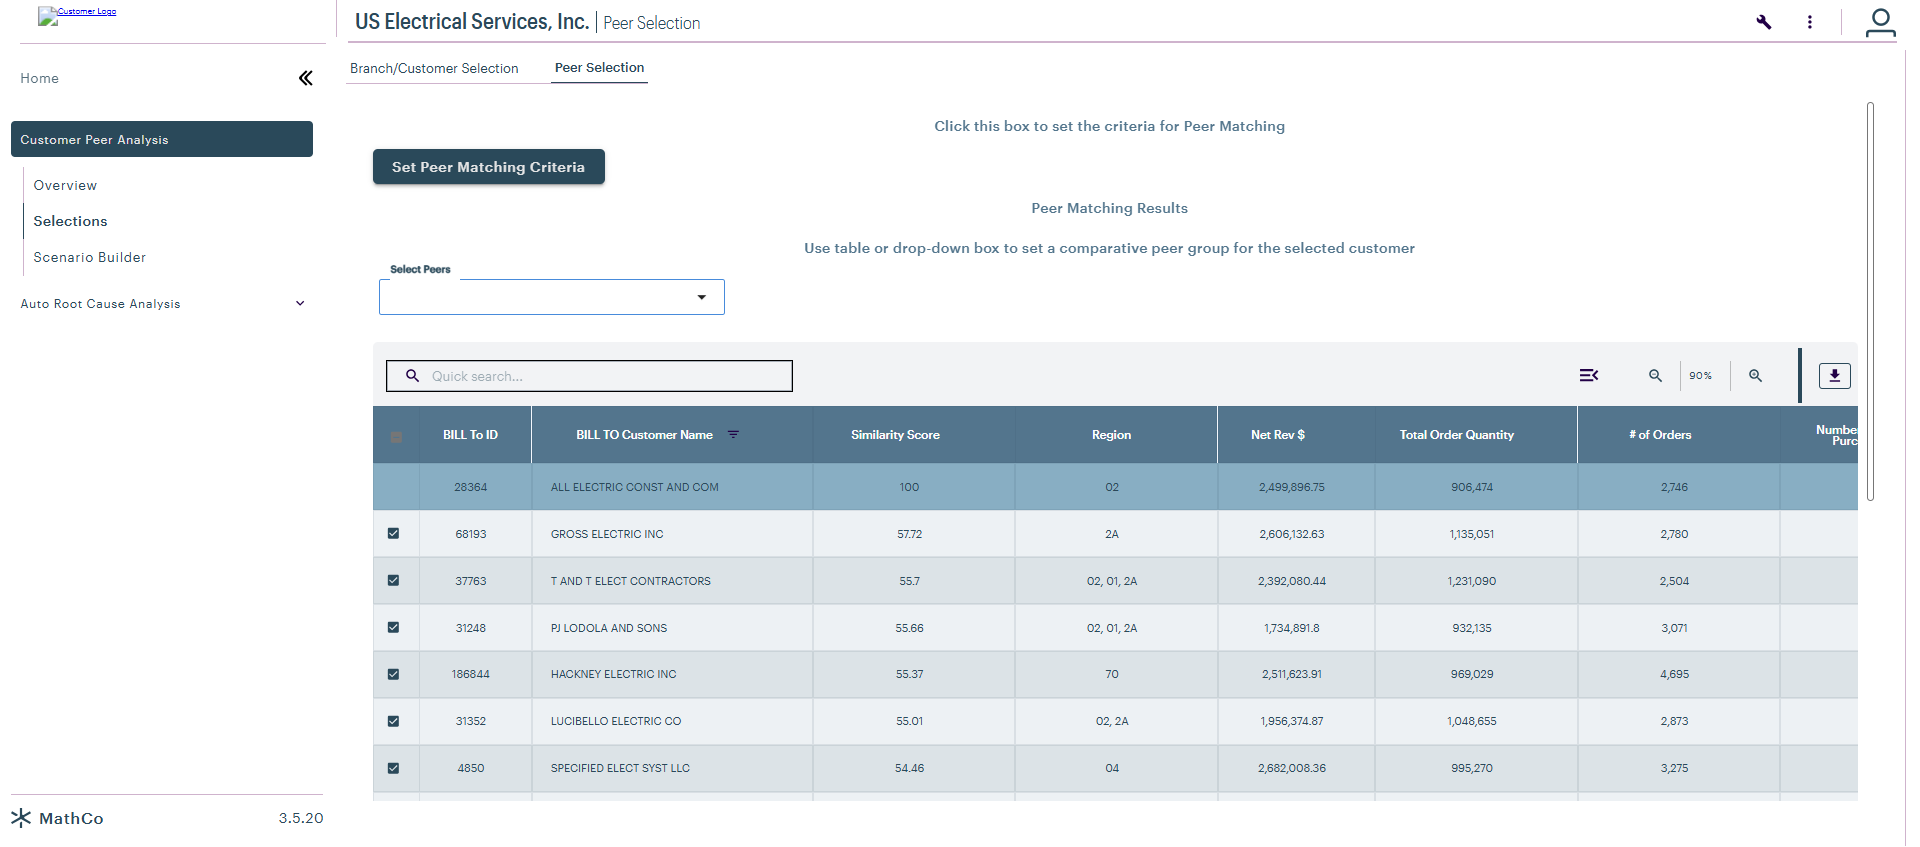 Customer Logo
US Electrical Services, Inc. | Peer Selection
Home
Branch/Customer Selection
Peer Selection
Customer Peer Analysis
Overview
Selections
Scenario Builder
Auto Root Cause Analysis
Click this box to set the criteria for Peer Matching
Set Peer Matching Criteria
Peer Matching Results
Use table or drop-down box to set a comparative peer group for the selected customer
Select Peers
Quick search...
90%
BILL To ID BILL TO Customer Name Similarity Score Region Net Rev $ Total Order Quantity # of Orders
28364 ALL ELECTRIC CONST AND COM 100 02 2,499,896.75 906,474 2,746
68193 GROSS ELECTRIC INC 57.72 2A 2,606,132.63 1,135,051 2,780
37763 T AND T ELECT CONTRACTORS 55.7 02, 01, 2A 2,392,080.44 1,231,090 2,504
31248 PJ LODOLA AND SONS 55.66 02, 01, 2A 1,734,891.8 932,135 3,071
186844 HACKNEY ELECTRIC INC 55.37 70 2,511,623.91 969,029 4,695
31352 LUCIBELLO ELECTRIC CO 55.01 02, 2A 1,956,374.87 1,048,655 2,873
4850 SPECIFIED ELECT SYST LLC 54.46 04 2,682,008.36 995,270 3,275
MathCo
3.5.20